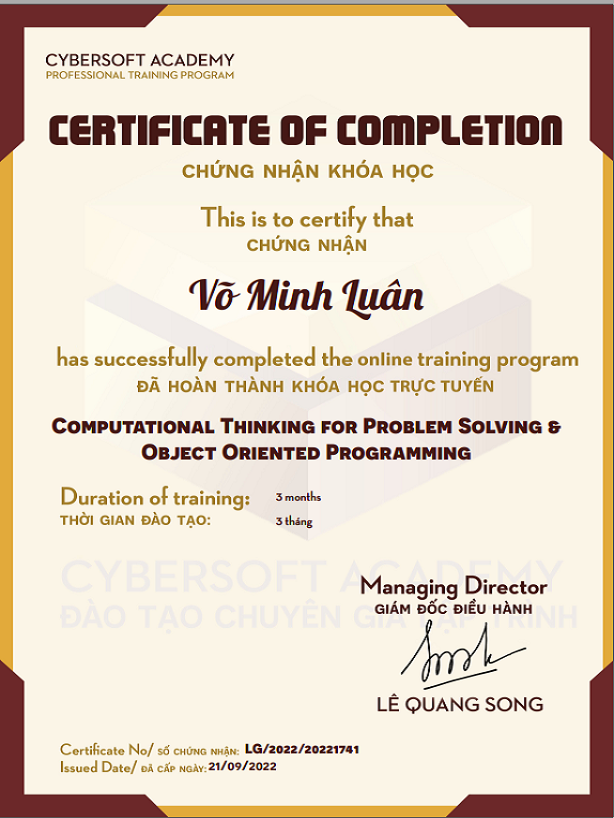 CYBERSOFT ACADEMY
PROFESSIONAL TRAINING PROGRAM
CERTIFICATE OF COMPLETION
CHỨNG NHẬN KHÓA HỌC
This is to certify that
CHỨNG NHẬN
Võ Minh Luân
has successfully completed the online training program
ĐÃ HOÀN THÀNH KHÓA HỌC TRỰC TUYẾN
COMPUTATIONAL THINKING FOR PROBLEM SOLVING &
OBJECT ORIENTED PROGRAMMING
Duration of training: 3 months
THỜI GIAN ĐÀO TẠO: 3 tháng
CYBERSOFT ACADEMY
ĐÀO TẠO CHUYÊN GIA LẬP TRÌNH
Managing Director
GIÁM ĐỐC ĐIỀU HÀNH
LÊ QUANG SONG
Certificate No/ SỐ CHỨNG NHẬN: LG/2022/20221741
Issued Date/ ĐÃ CẤP NGÀY: 21/09/2022